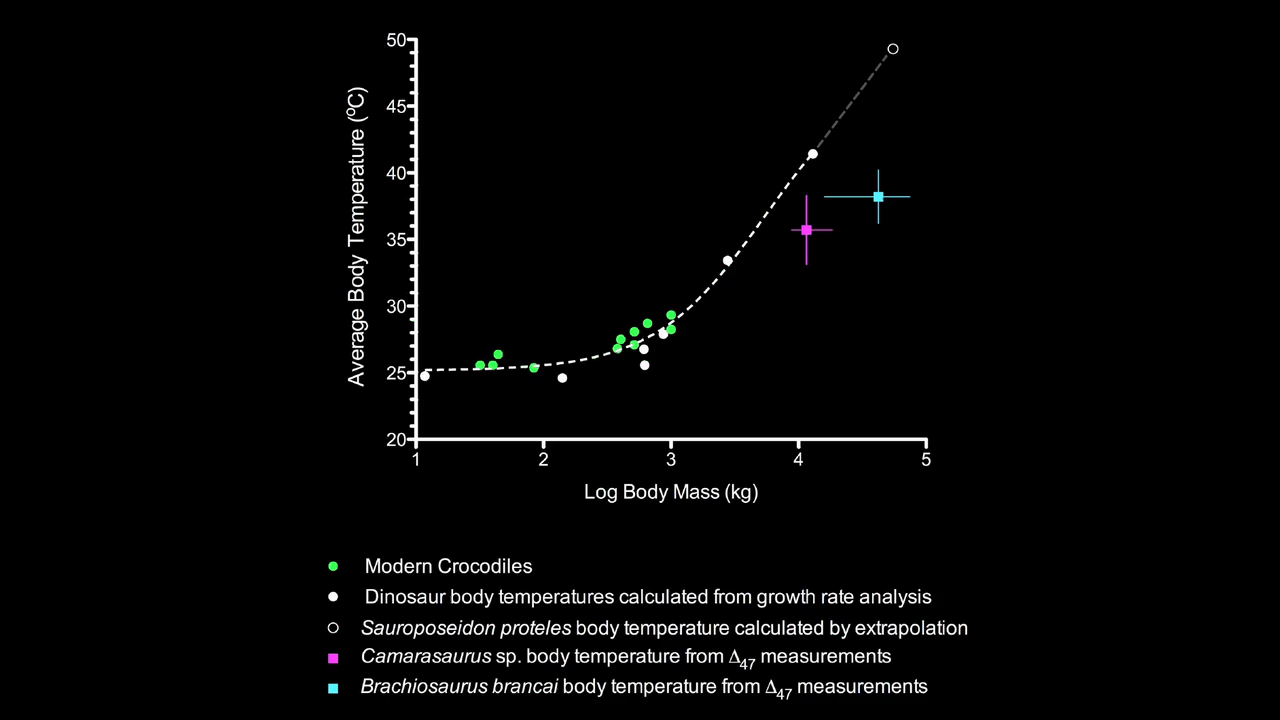 50
45
40
35
30
25
20
Average Body Temperature (ºC)
1 2 3 4 5
Log Body Mass (kg)
Modern Crocodiles
Dinosaur body temperatures calculated from growth rate analysis
Sauroposeidon proteles body temperature calculated by extrapolation
Camarasaurus sp. body temperature from Δ47 measurements
Brachiosaurus brancai body temperature from Δ47 measurements